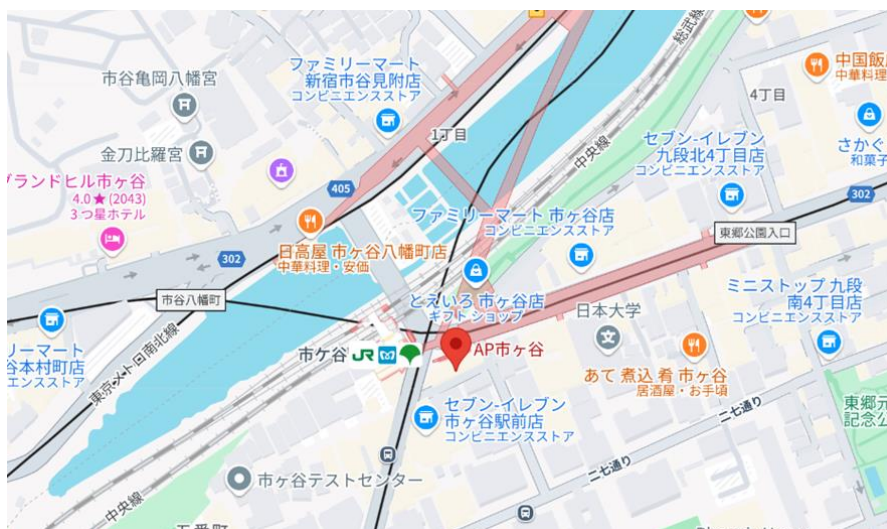 総武線
中国飯
中華料理
4丁目
ファミリーマート
新宿市谷見附店
コンビニエンスストア
市谷亀岡八幡宮
さかぐ
和菓子
1丁目
セブン-イレブン
九段北4丁目店
コンビニエンスストア
中央線
金刀比羅宮
グランドヒル市ヶ谷
4.0★(2043)
3つ星ホテル
405
302
ファミリーマート 市ヶ谷店
コンビニエンスストア
東郷公園入口
日高屋 市ヶ谷八幡町店
中華料理・安価
302
とえいろ 市ヶ谷店
ギフト ショップ
ミニストップ 九段
南4丁目店
コンビニエンスストア
市谷八幡町
日本大学
文
リーマート
谷本村町店
エンスストア
東京メトロ南北線
市ケ谷
JR
AP市ヶ谷
あて 煮込 肴 市ヶ谷
居酒屋・お手頃
セブン-イレブン
市ヶ谷駅前店
コンビニエンスストア
二七通り
東郷元
記念公
市ヶ谷テストセンター
二七通り
中央線
五番町